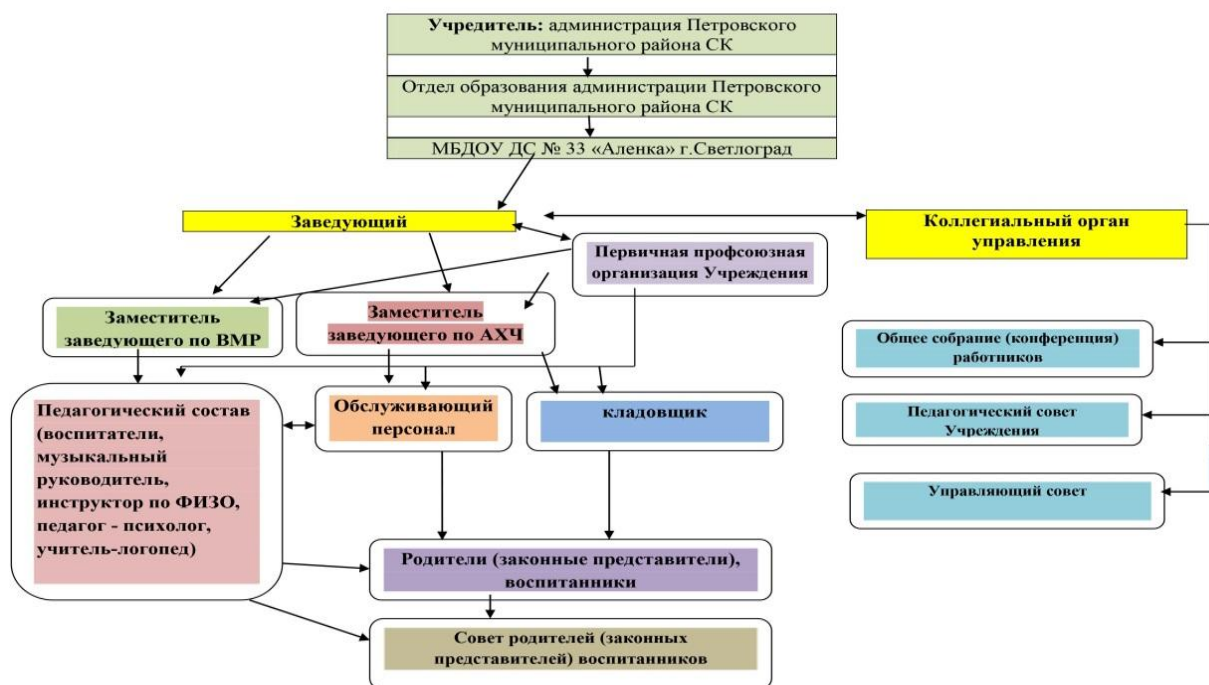 Учредитель: администрация Петровского
муниципального района СК
Отдел образования администрации Петровского
муниципального района СК
МБДОУ ДС № 33 «Аленка» г.Светлоград
Заведующий
Коллегиальный орган
управления
Первичная профсоюзная
организация Учреждения
Заместитель
заведующего по ВМР
Заместитель
заведующего по АХЧ
Общее собрание (конференция)
работников
Педагогический состав
(воспитатели,
музыкальный
руководитель,
инструктор по ФИЗО,
педагог - психолог,
учитель-логопед)
Обслуживающий
персонал
кладовщик
Педагогический совет
Учреждения
Управляющий совет
Родители (законные представители),
воспитанники
Совет родителей (законных
представителей) воспитанников